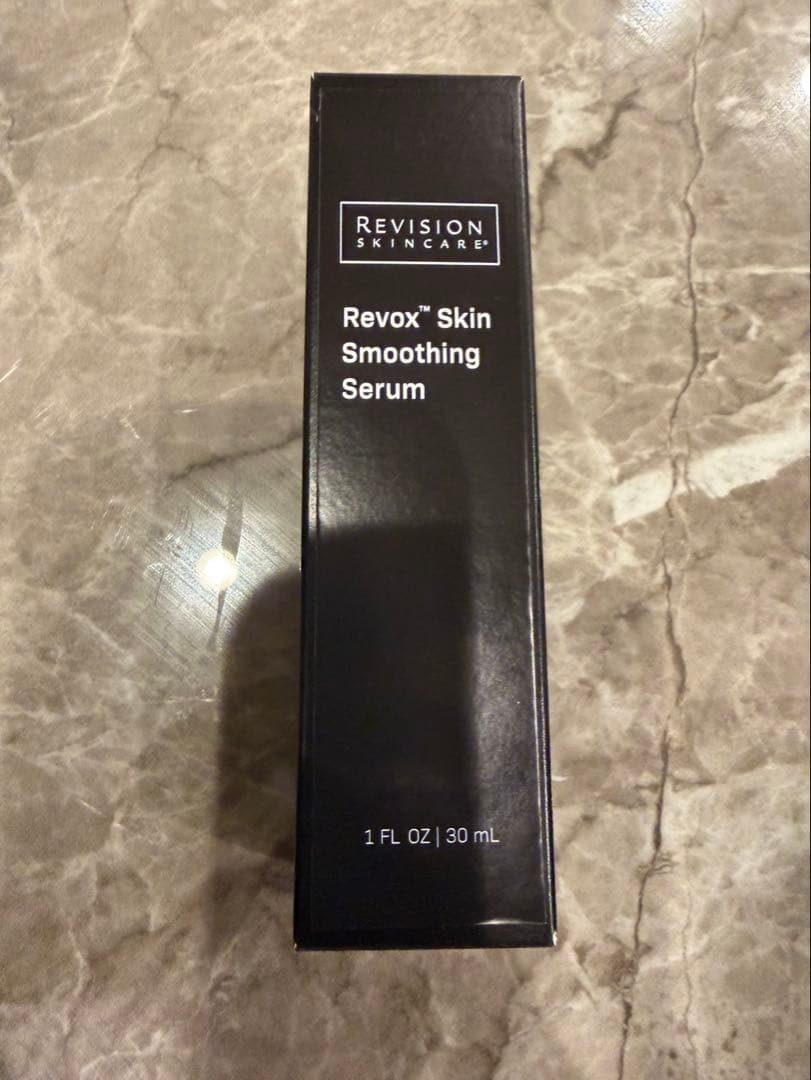 REVISION
SKINCARE®
Revox™ Skin
Smoothing
Serum
1 FL OZ | 30 mL